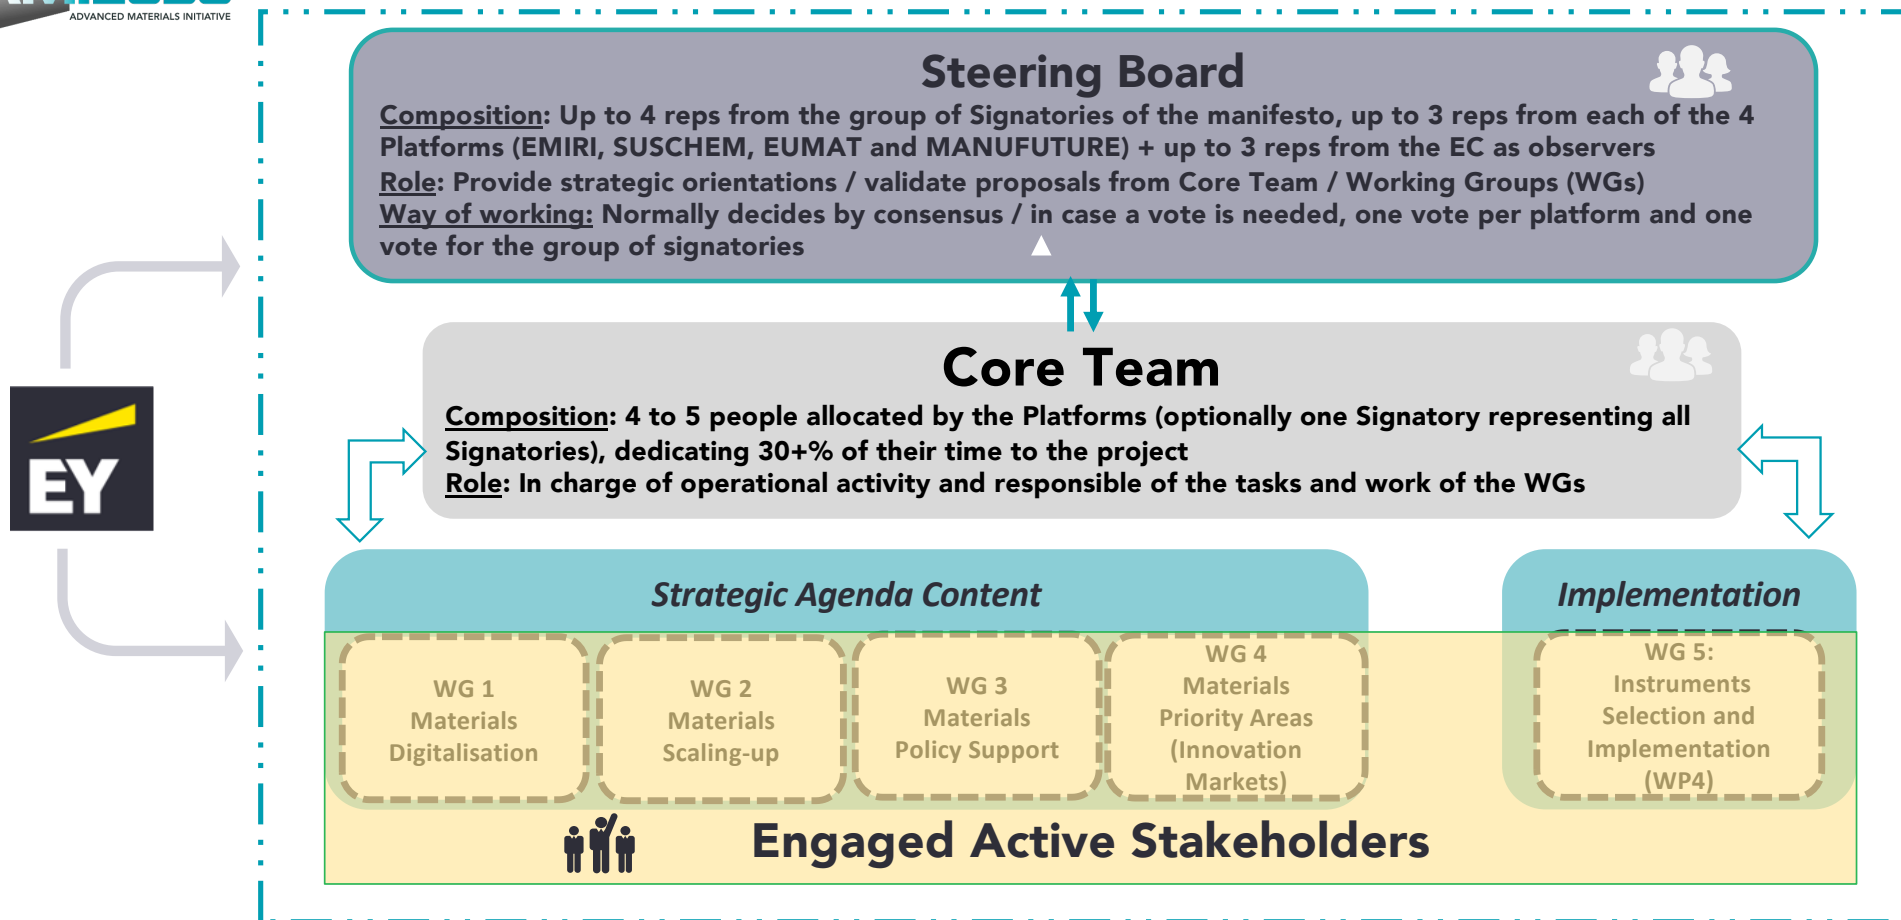 ADVANCED MATERIALS INITIATIVE
Steering Board
Composition: Up to 4 reps from the group of Signatories of the manifesto, up to 3 reps from each of the 4
Platforms (EMIRI, SUSCHEM, EUMAT and MANUFUTURE) + up to 3 reps from the EC as observers
Role: Provide strategic orientations / validate proposals from Core Team / Working Groups (WGs)
Way of working: Normally decides by consensus / in case a vote is needed, one vote per platform and one
vote for the group of signatories
Core Team
Composition: 4 to 5 people allocated by the Platforms (optionally one Signatory representing all
Signatories), dedicating 30+% of their time to the project
Role: In charge of operational activity and responsible of the tasks and work of the WGs
EY
Strategic Agenda Content
Implementation
WG 1
Materials
Digitalisation
WG 2
Materials
Scaling-up
WG 3
Materials
Policy Support
WG 4
Materials
Priority Areas
(Innovation
Markets)
WG 5:
Instruments
Selection and
Implementation
(WP4)
Engaged Active Stakeholders